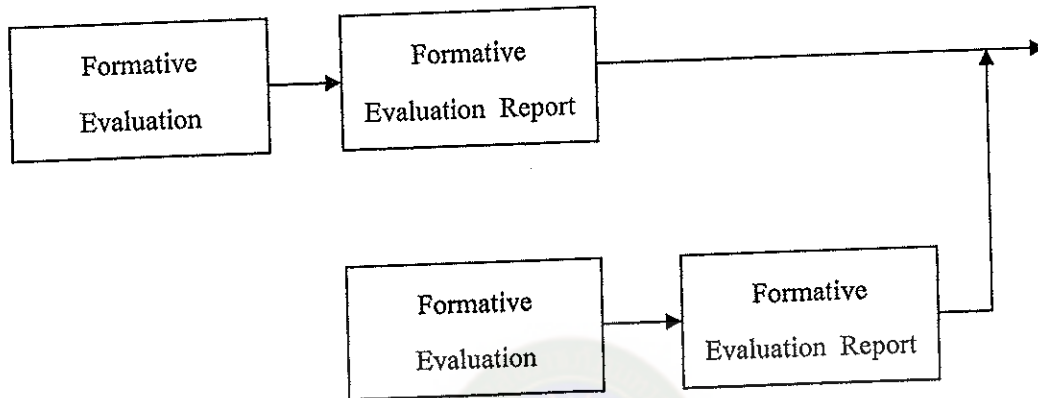 Formative
Evaluation
Formative
Evaluation Report
Formative
Evaluation
Formative
Evaluation Report